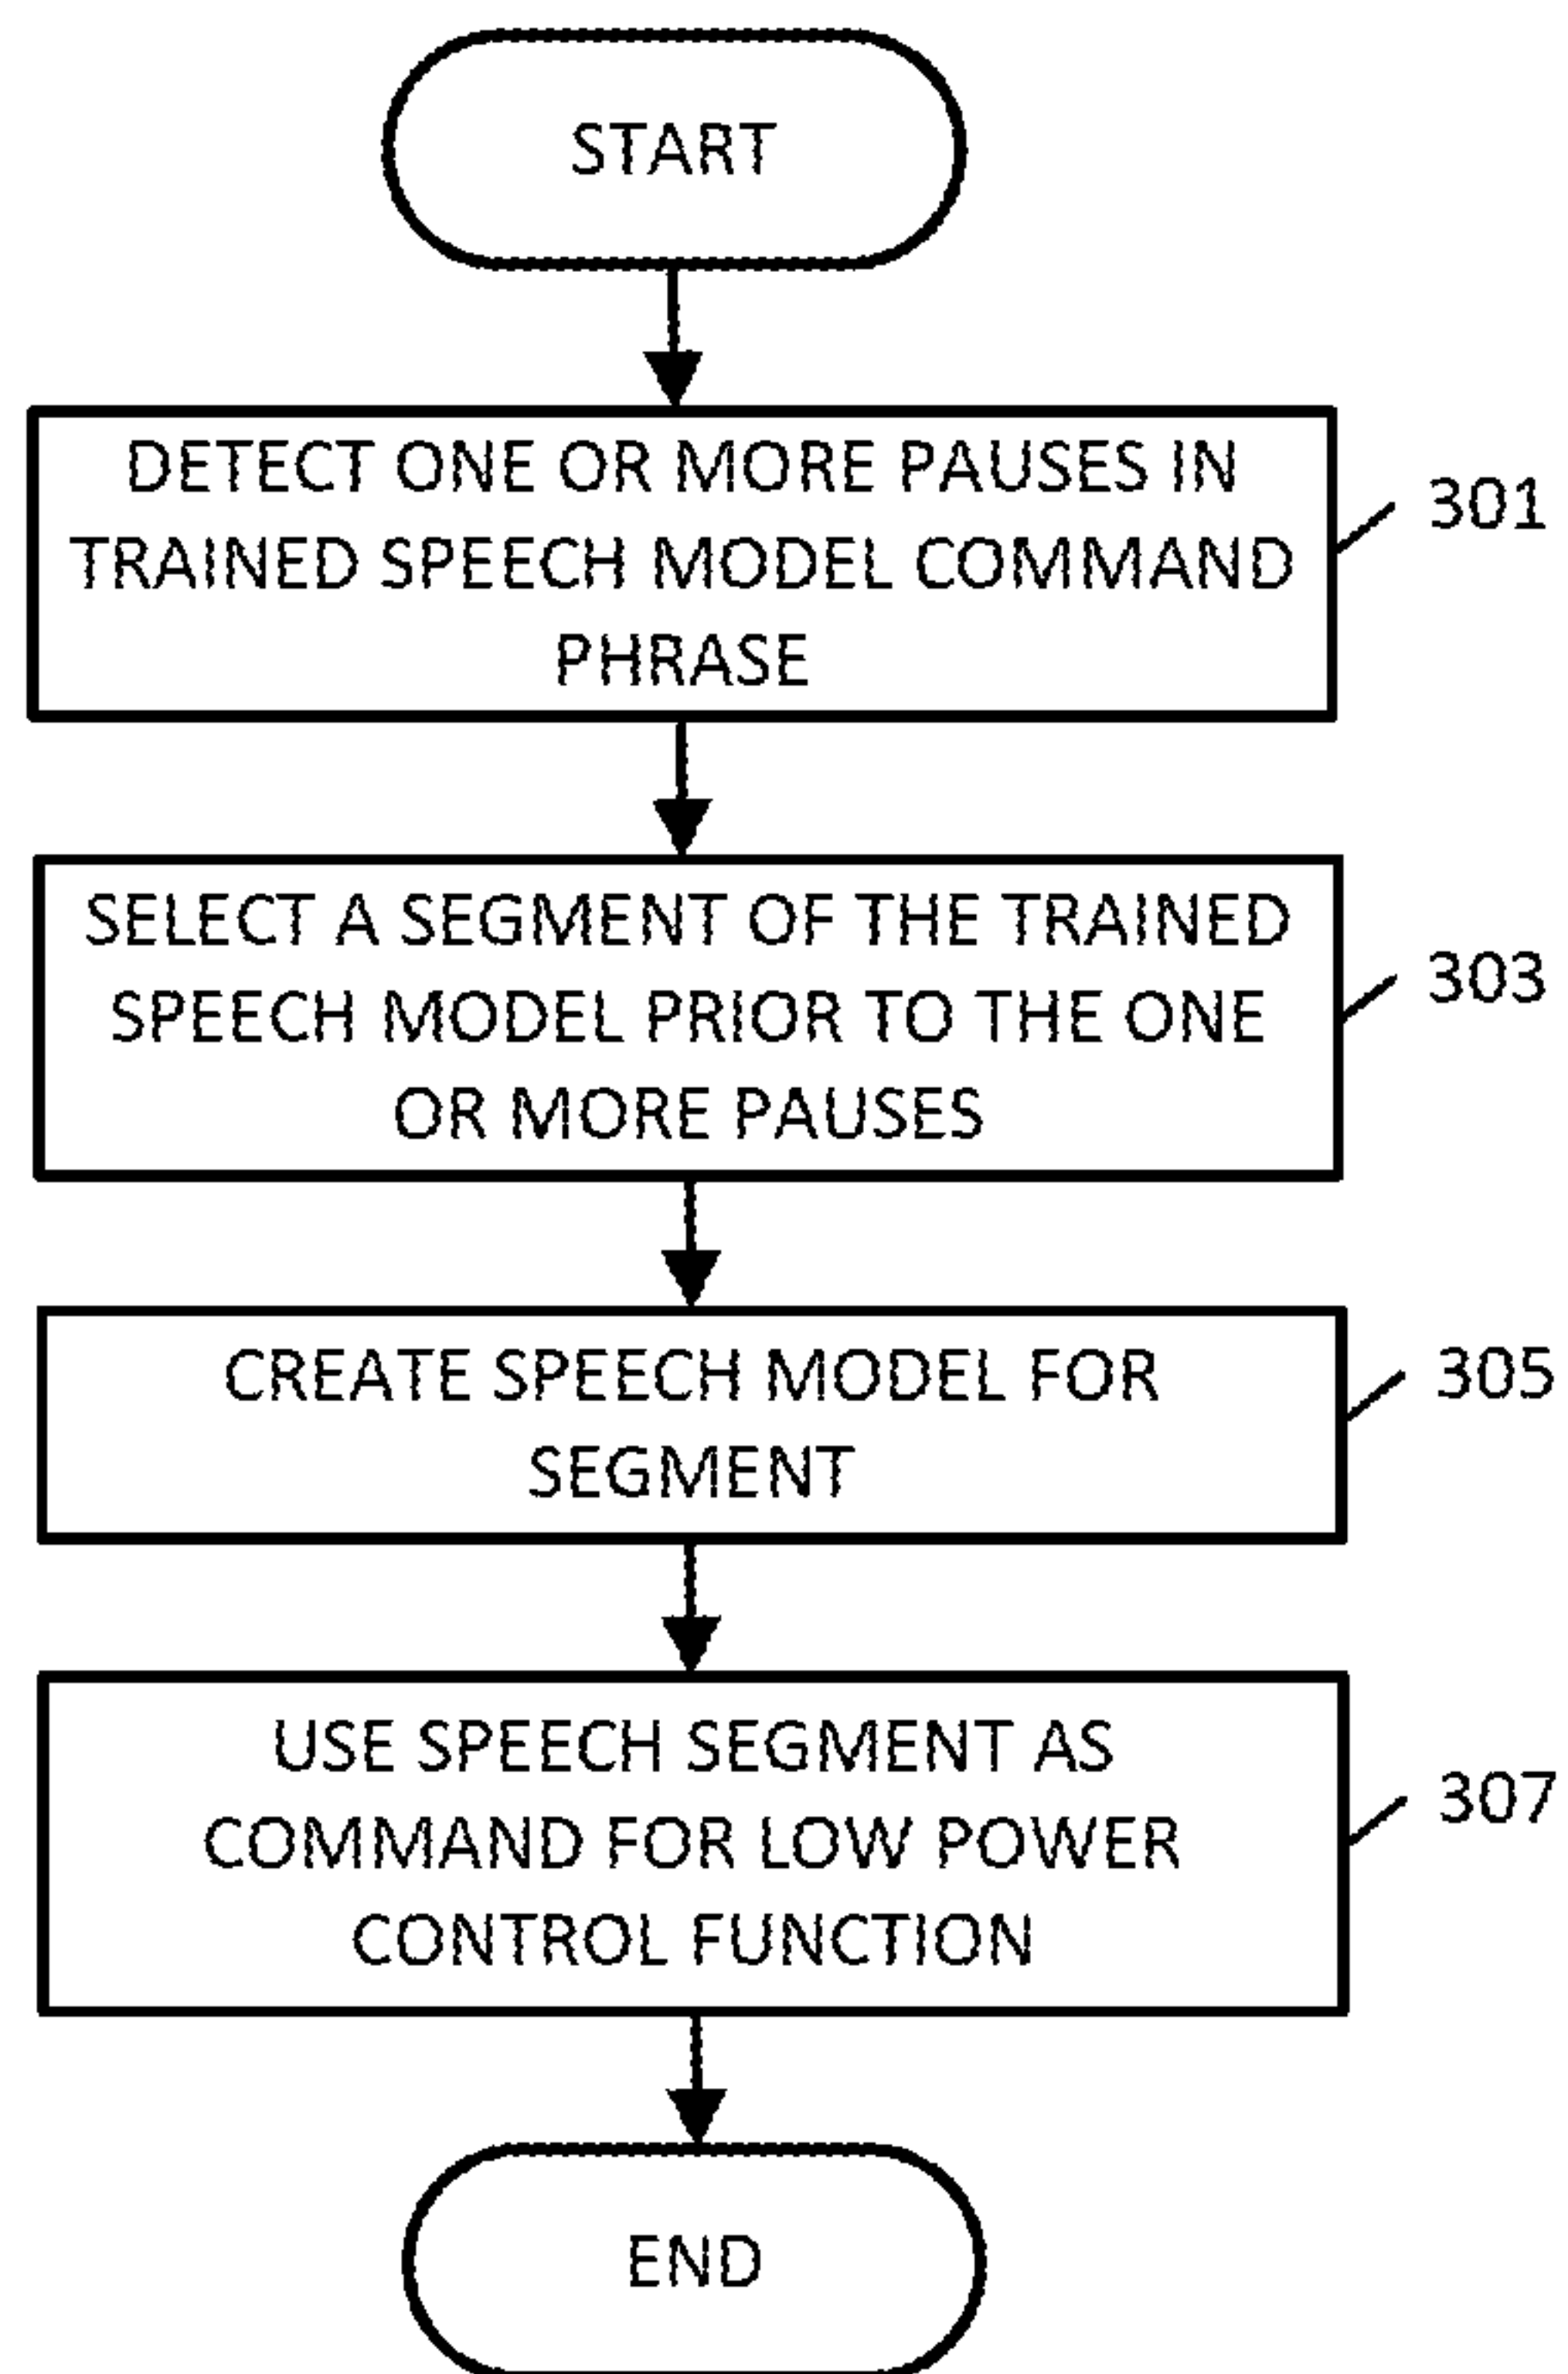 START
DETECT ONE OR MORE PAUSES IN
TRAINED SPEECH MODEL COMMAND
PHRASE
301
SELECT A SEGMENT OF THE TRAINED
SPEECH MODEL PRIOR TO THE ONE
OR MORE PAUSES
303
CREATE SPEECH MODEL FOR
SEGMENT
305
USE SPEECH SEGMENT AS
COMMAND FOR LOW POWER
CONTROL FUNCTION
307
END